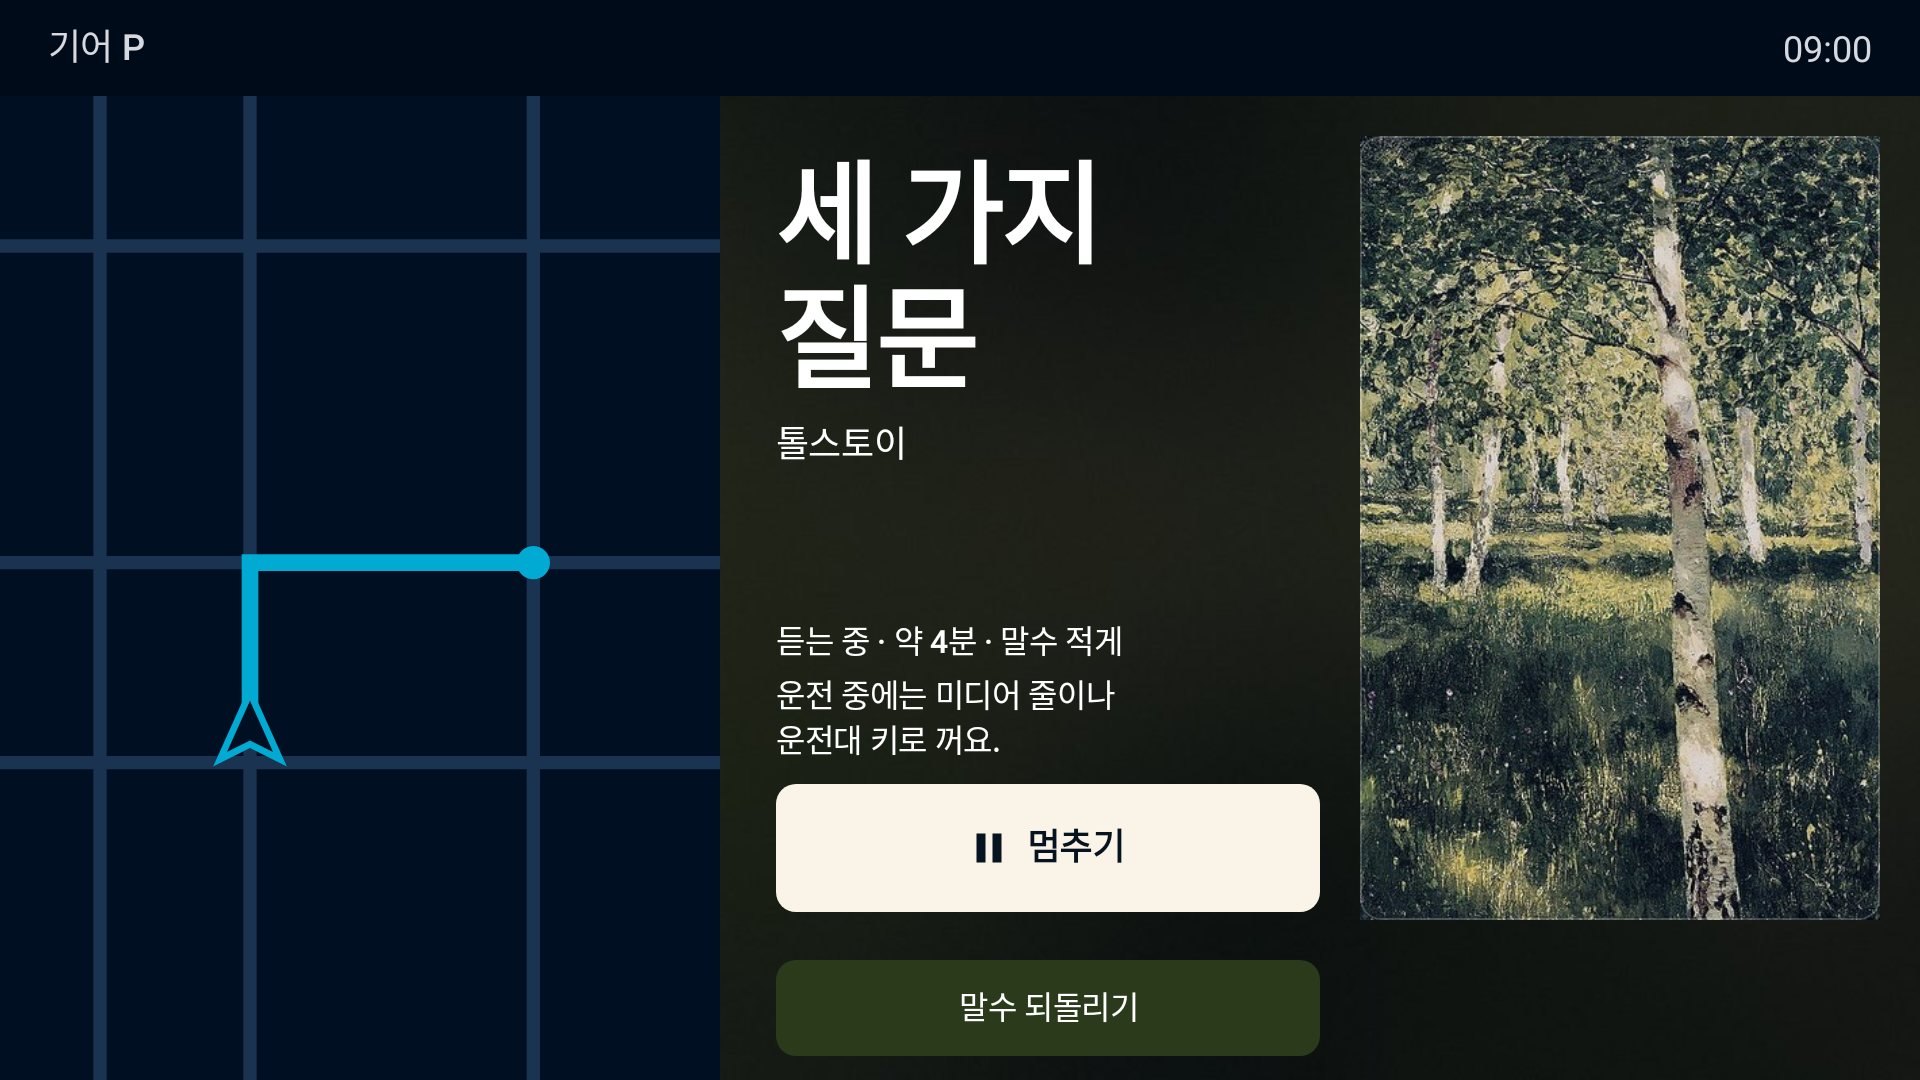 기어 P
09:00
세 가지
질문
톨스토이
듣는 중 · 약 4분 · 말수 적게
운전 중에는 미디어 줄이나
운전대 키로 꺼요.
멈추기
말수 되돌리기